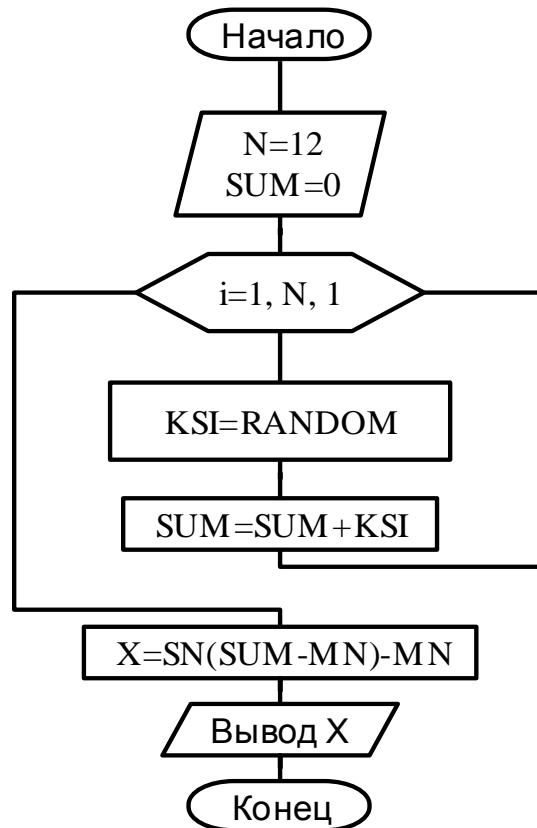 Начало
N=12
SUM=0
i=1, N, 1
KSI=RANDOM
SUM=SUM+KSI
X=SN(SUM-MN)-MN
Вывод X
Конец